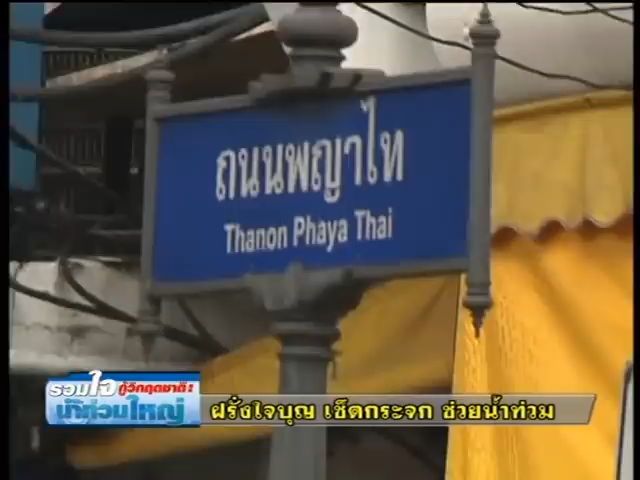 ถนนพญาไท
Thanon Phaya Thai
รวมใจ กู้วิกฤตชาติ
น้ำท่วมใหญ่
ฝรั่งใจบุญ เช็ดกระจก ช่วยน้ำท่วม